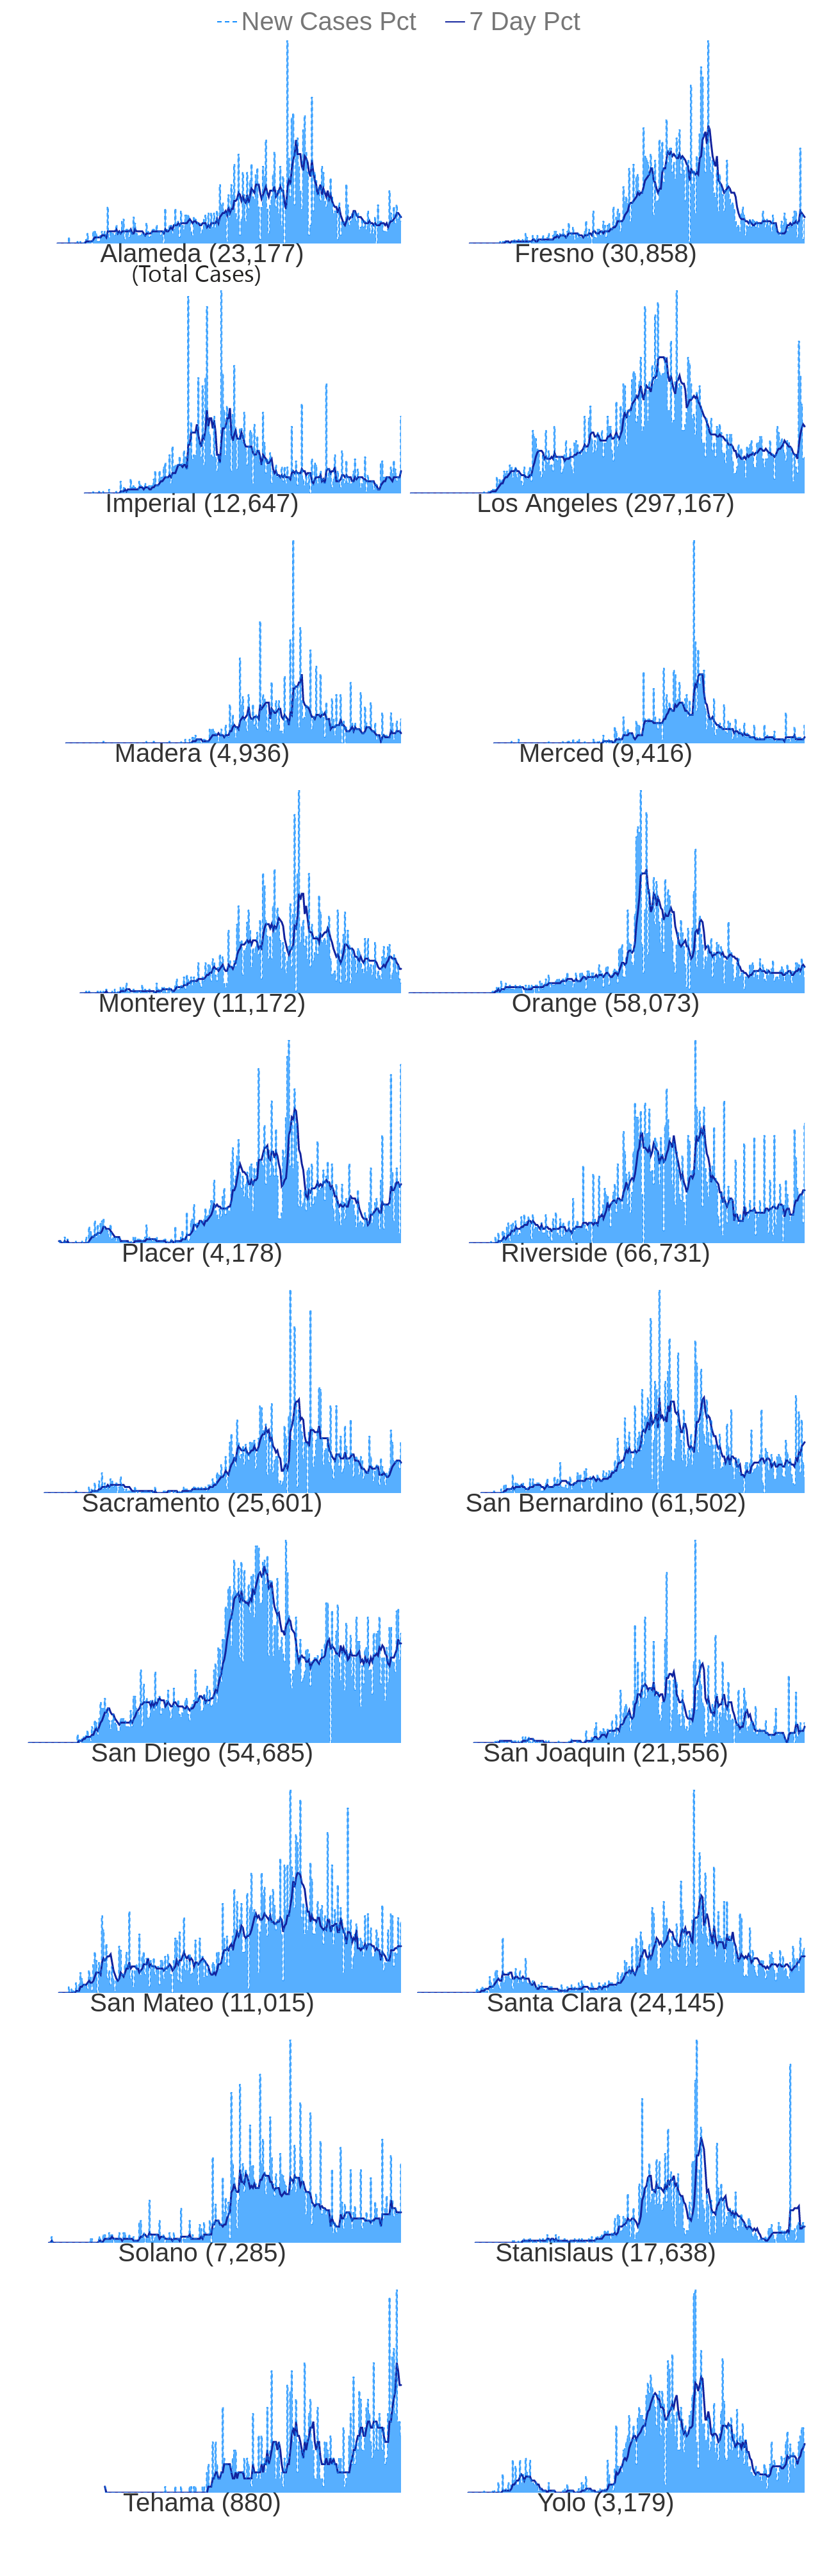 New Cases Pct 7 Day Pct
Alameda (23,177) Fresno (30,858)
(Total Cases)
Imperial (12,647) Los Angeles (297,167)
Madera (4,936) Merced (9,416)
Monterey (11,172) Orange (58,073)
Placer (4,178) Riverside (66,731)
Sacramento (25,601) San Bernardino (61,502)
San Diego (54,685) San Joaquin (21,556)
San Mateo (11,015) Santa Clara (24,145)
Solano (7,285) Stanislaus (17,638)
Tehama (880) Yolo (3,179)